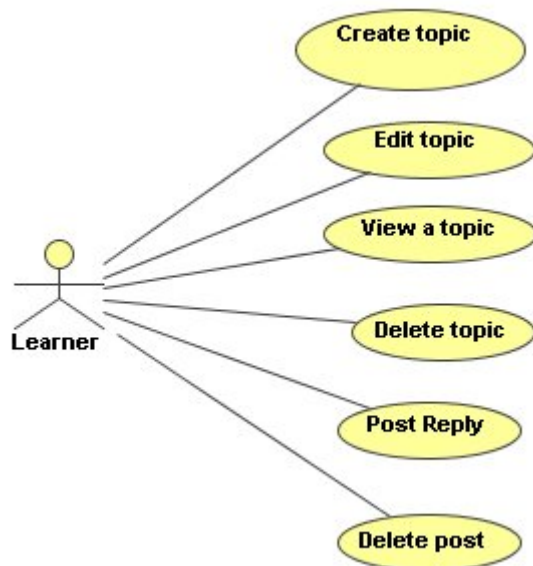 Create topic
Edit topic
View a topic
Delete topic
Learner
Post Reply
Delete post